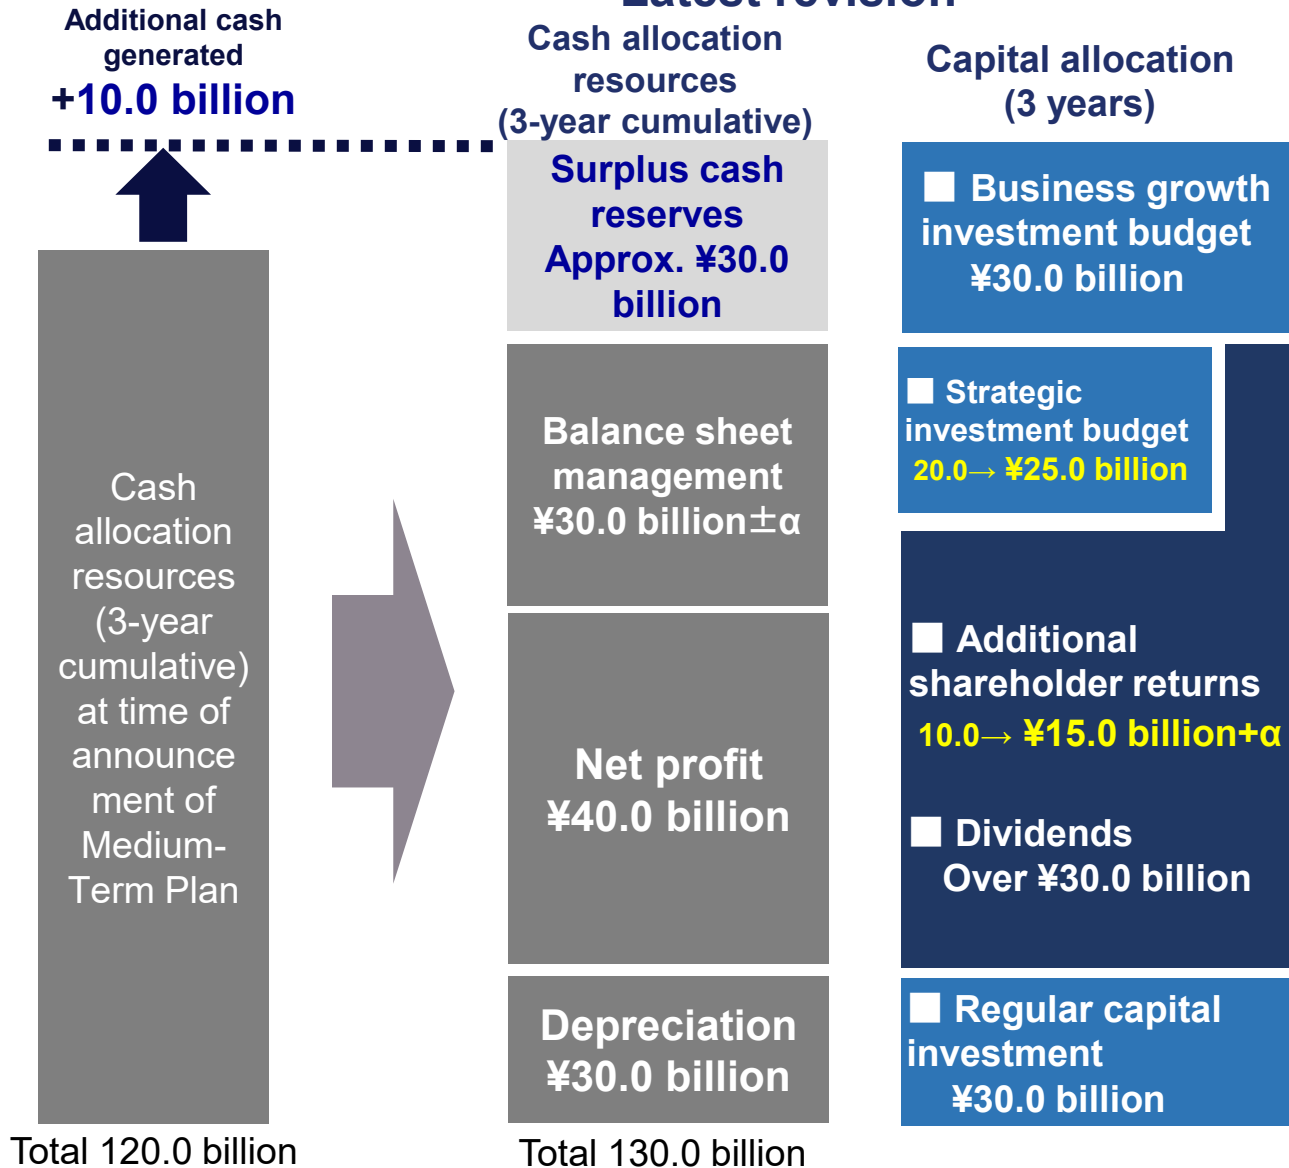 Latest revision
Additional cash
generated
+10.0 billion
Cash allocation
resources
(3-year cumulative)
Capital allocation
(3 years)
Cash
allocation
resources
(3-year
cumulative)
at time of
announce
ment of
Medium-
Term Plan
Total 120.0 billion
Surplus cash
reserves
Approx. ¥30.0
billion
Balance sheet
management
¥30.0 billion±α
Net profit
¥40.0 billion
Depreciation
¥30.0 billion
Total 130.0 billion
■ Business growth
investment budget
¥30.0 billion
■ Strategic
investment budget
20.0→ ¥25.0 billion
■ Additional
shareholder returns
10.0→ ¥15.0 billion+α
■ Dividends
Over ¥30.0 billion
■ Regular capital
investment
¥30.0 billion